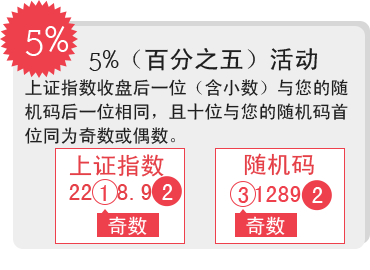 5%
5%（百分之五）活动
上证指数收盘后一位（含小数）与您的随
机码后一位相同，且十位与您的随机码首
位同为奇数或偶数。
上证指数
2218.92
奇数
随机码
312892
奇数